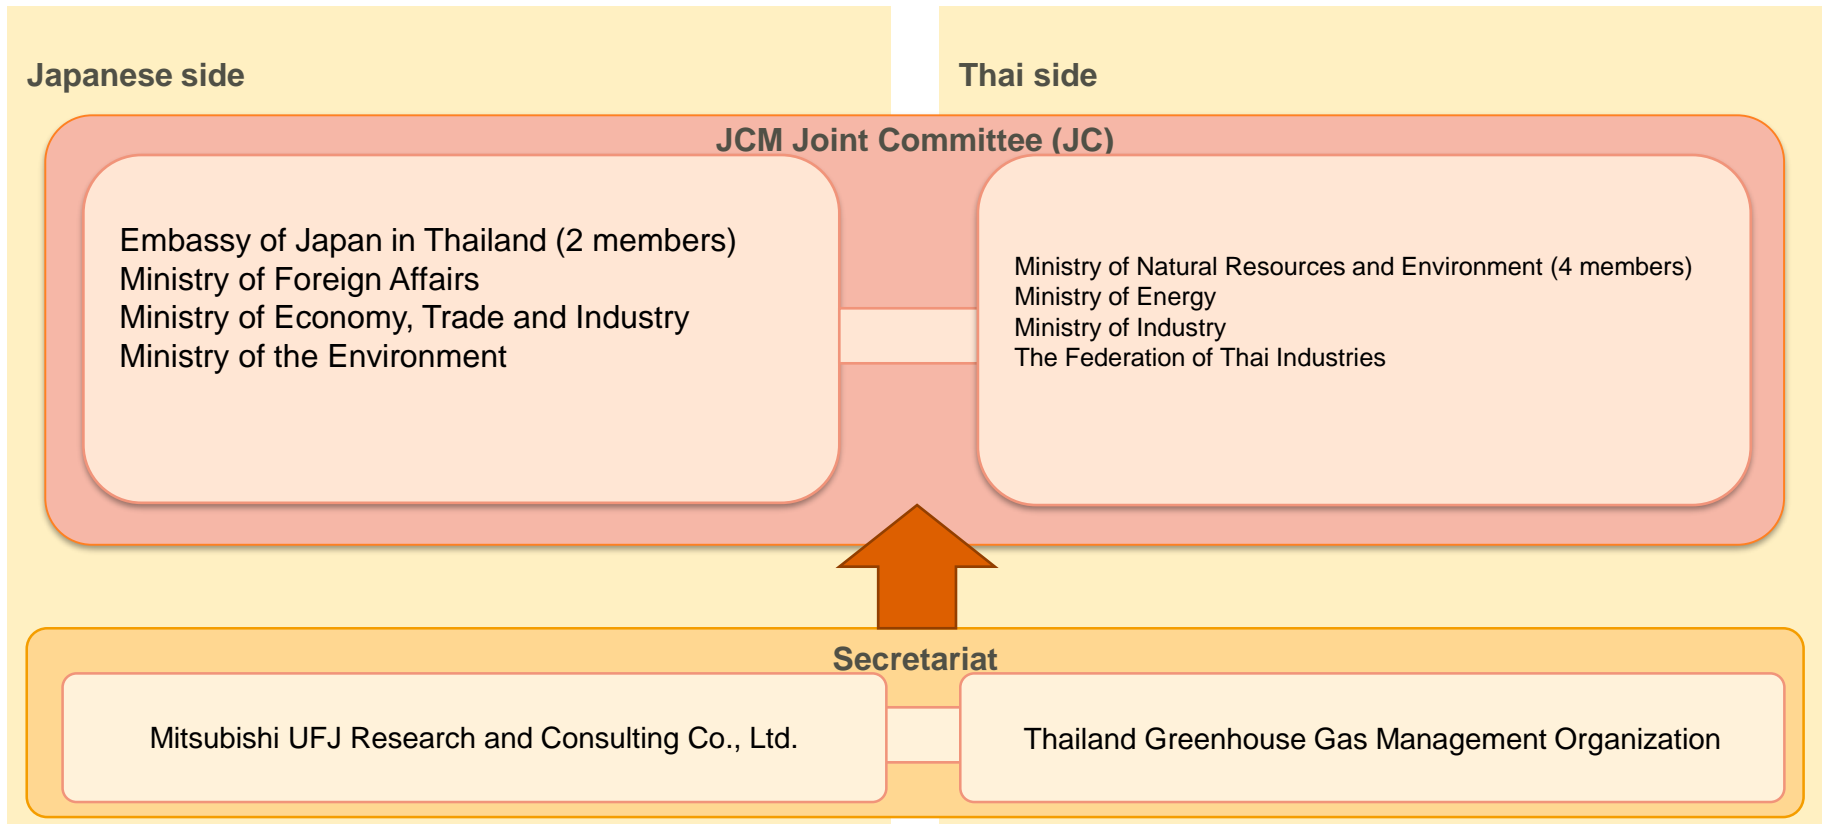 Japanese side
Thai side
JCM Joint Committee (JC)
Embassy of Japan in Thailand (2 members)
Ministry of Foreign Affairs
Ministry of Economy, Trade and Industry
Ministry of the Environment
Ministry of Natural Resources and Environment (4 members)
Ministry of Energy
Ministry of Industry
The Federation of Thai Industries
Secretariat
Mitsubishi UFJ Research and Consulting Co., Ltd.
Thailand Greenhouse Gas Management Organization